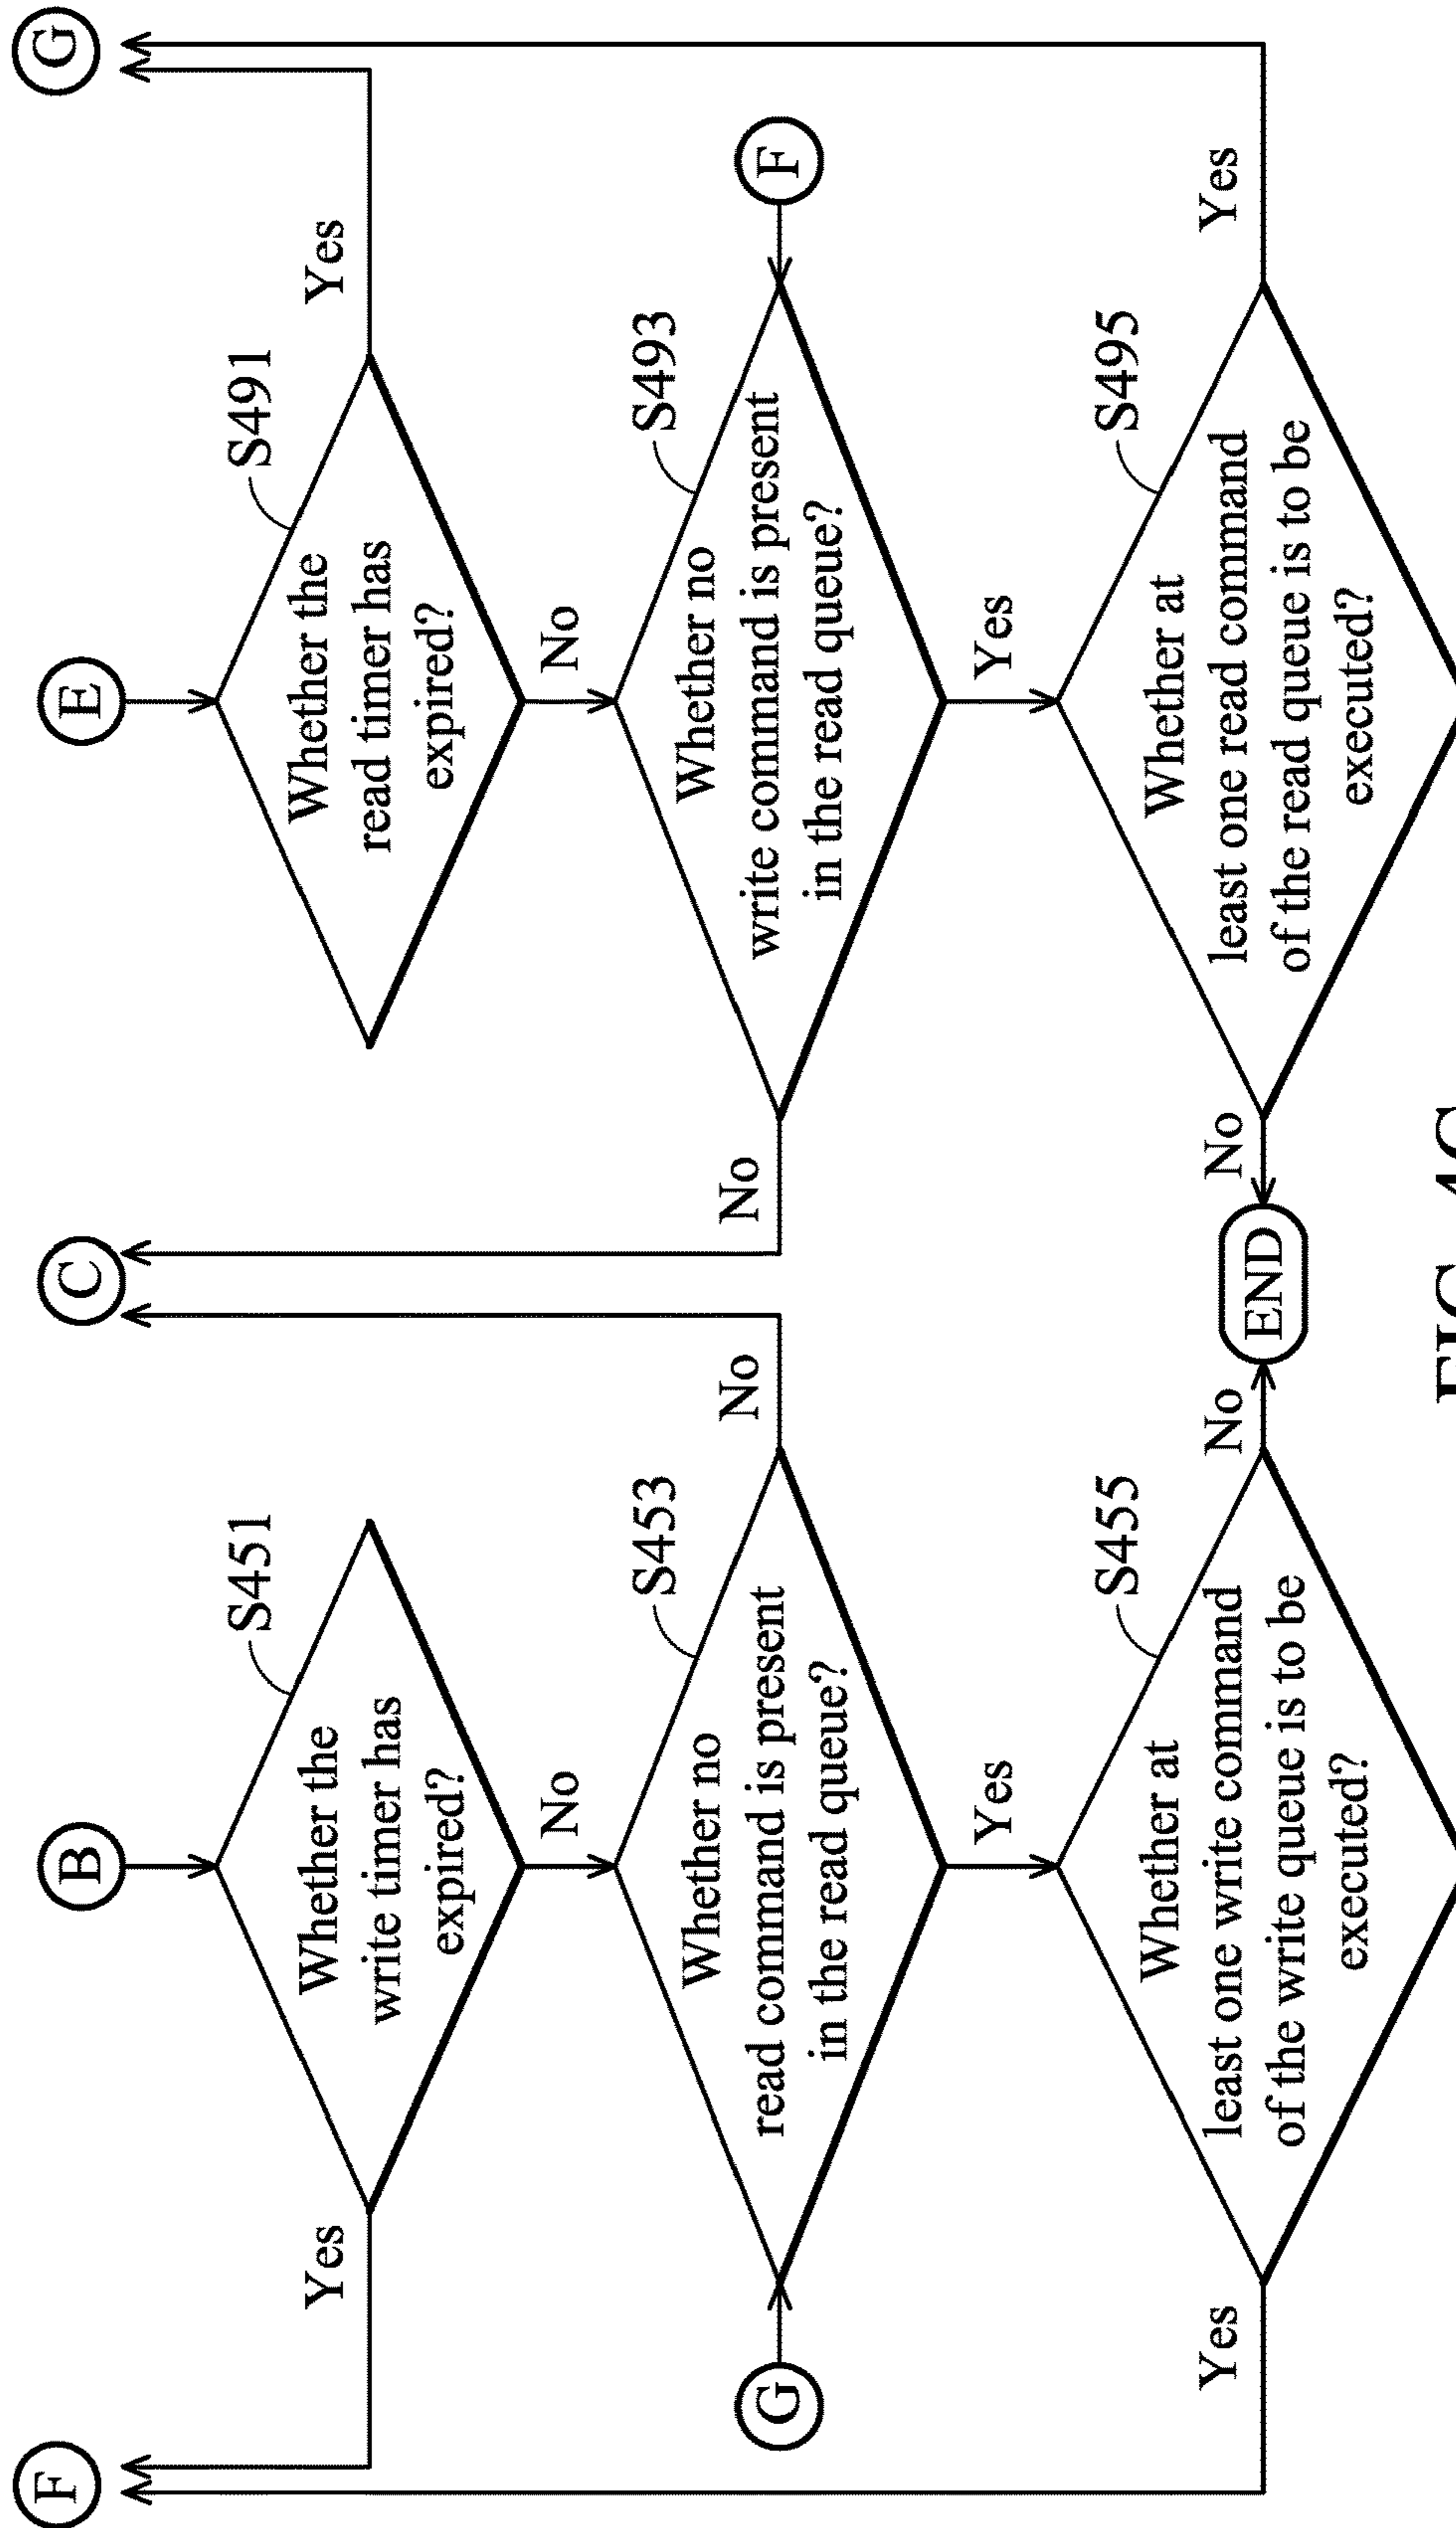 F
B
C
E
G
S451
Whether the
write timer has
expired?
Yes
No
S491
Whether the
read timer has
expired?
Yes
No
G
S453
Whether no
read command is present
in the read queue?
No
Yes
S493
Whether no
write command is present
in the read queue?
No
Yes
F
S455
Whether at
least one write command
of the write queue is to be
executed?
Yes
No
END
S495
Whether at
least one read command
of the read queue is to be
executed?
No
Yes